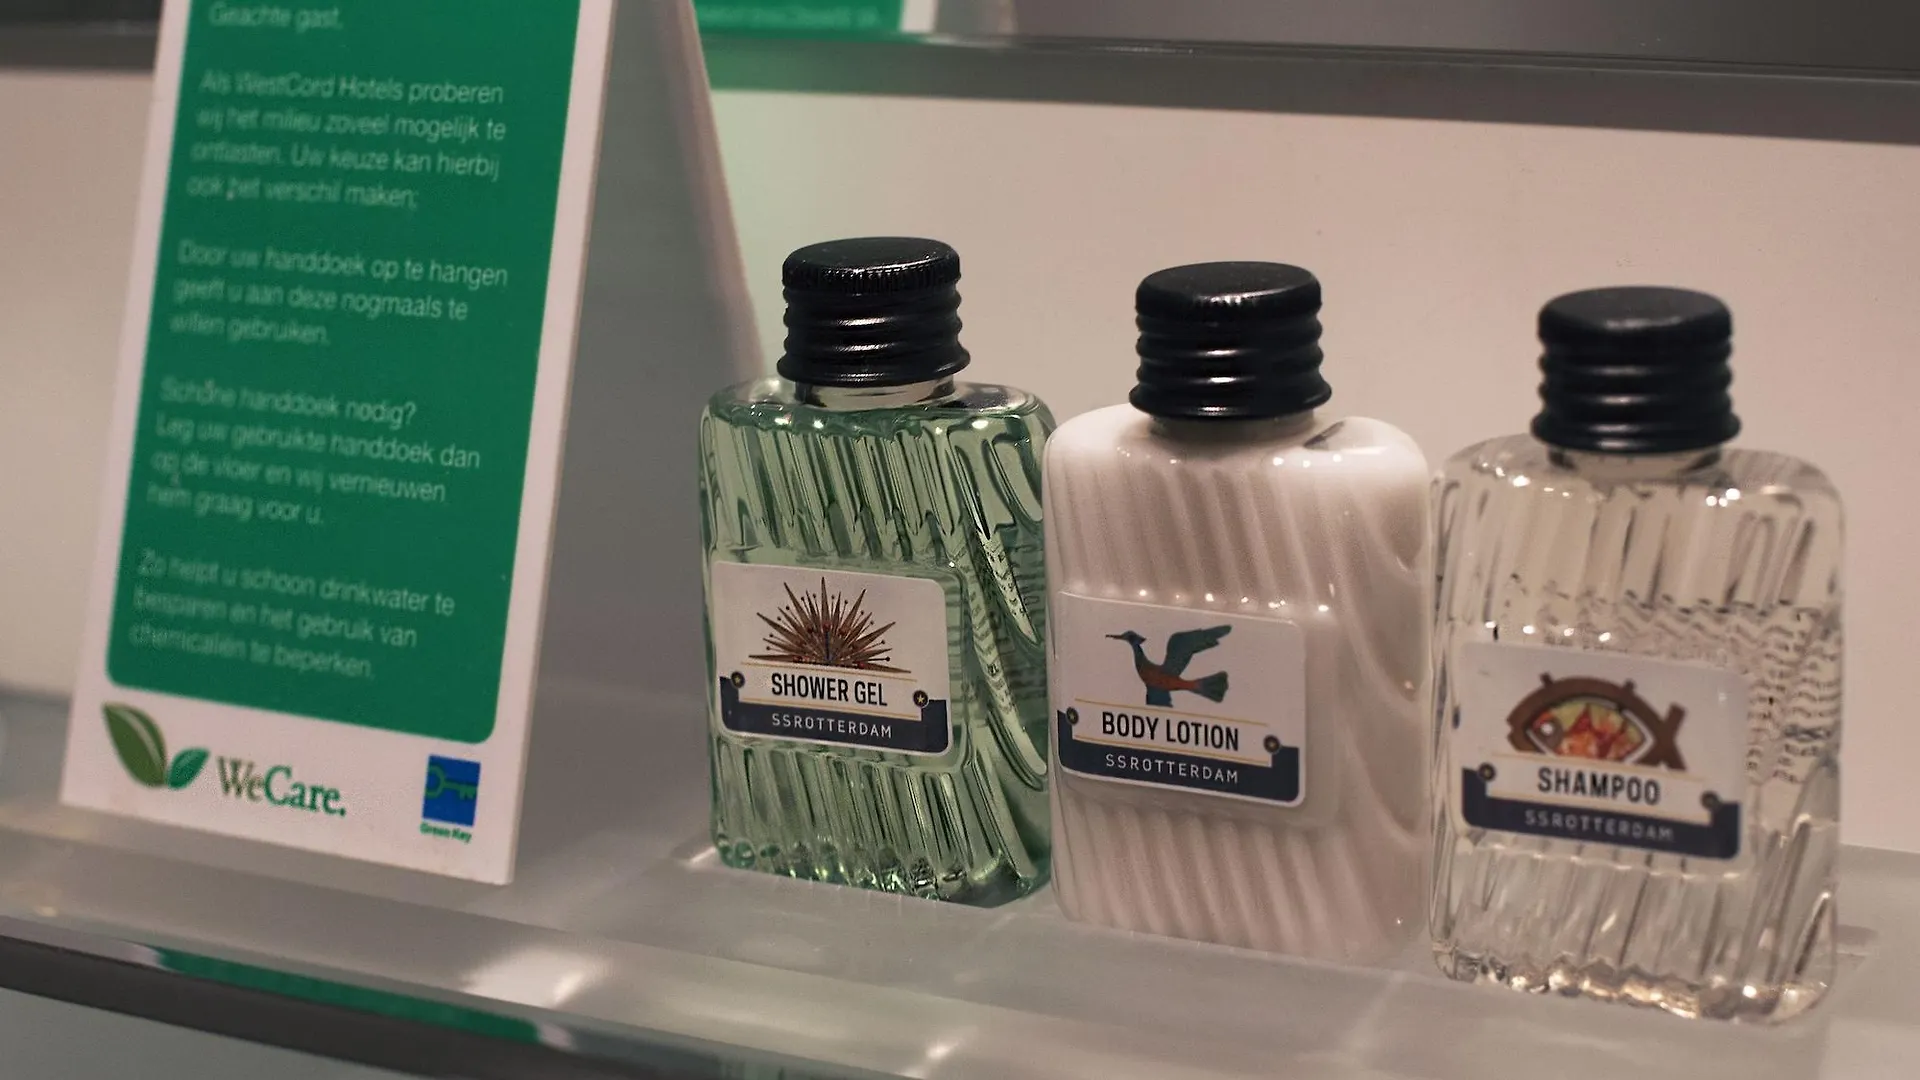 Geachte gast,
Als WestCord Hotels proberen
wij het milieu zoveel mogelijk te
ontlasten. Uw keuze kan hierbij
ook het verschil maken:
Door uw handdoek op te hangen
geeft u aan deze nogmaals te
willen gebruiken.
Schone handdoek nodig?
Leg uw gebruikte handdoek dan
op de vloer en wij vernieuwen
hem graag voor u.
Zo helpt u schoon drinkwater te
besparen en het gebruik van
chemicaliën te beperken.
WeCare.
Green Key
SHOWER GEL
SSROTTERDAM
BODY LOTION
SSROTTERDAM
SHAMPOO
SSROTTERDAM